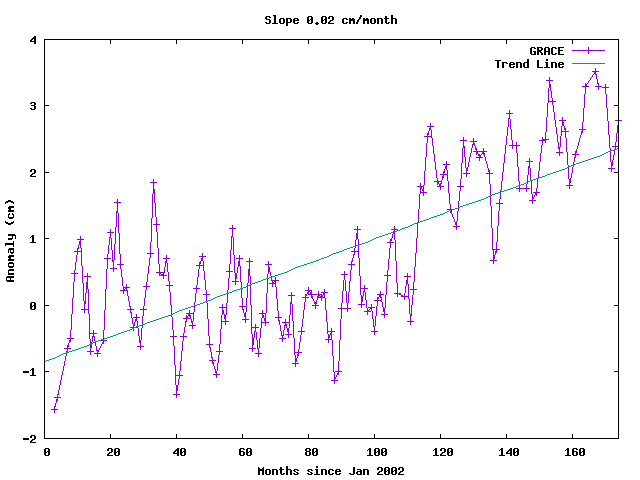 Slope 0.02 cm/month
GRACE
Trend Line
4
3
2
1
0
-1
-2
Anomaly (cm)
0 20 40 60 80 100 120 140 160
Months since Jan 2002